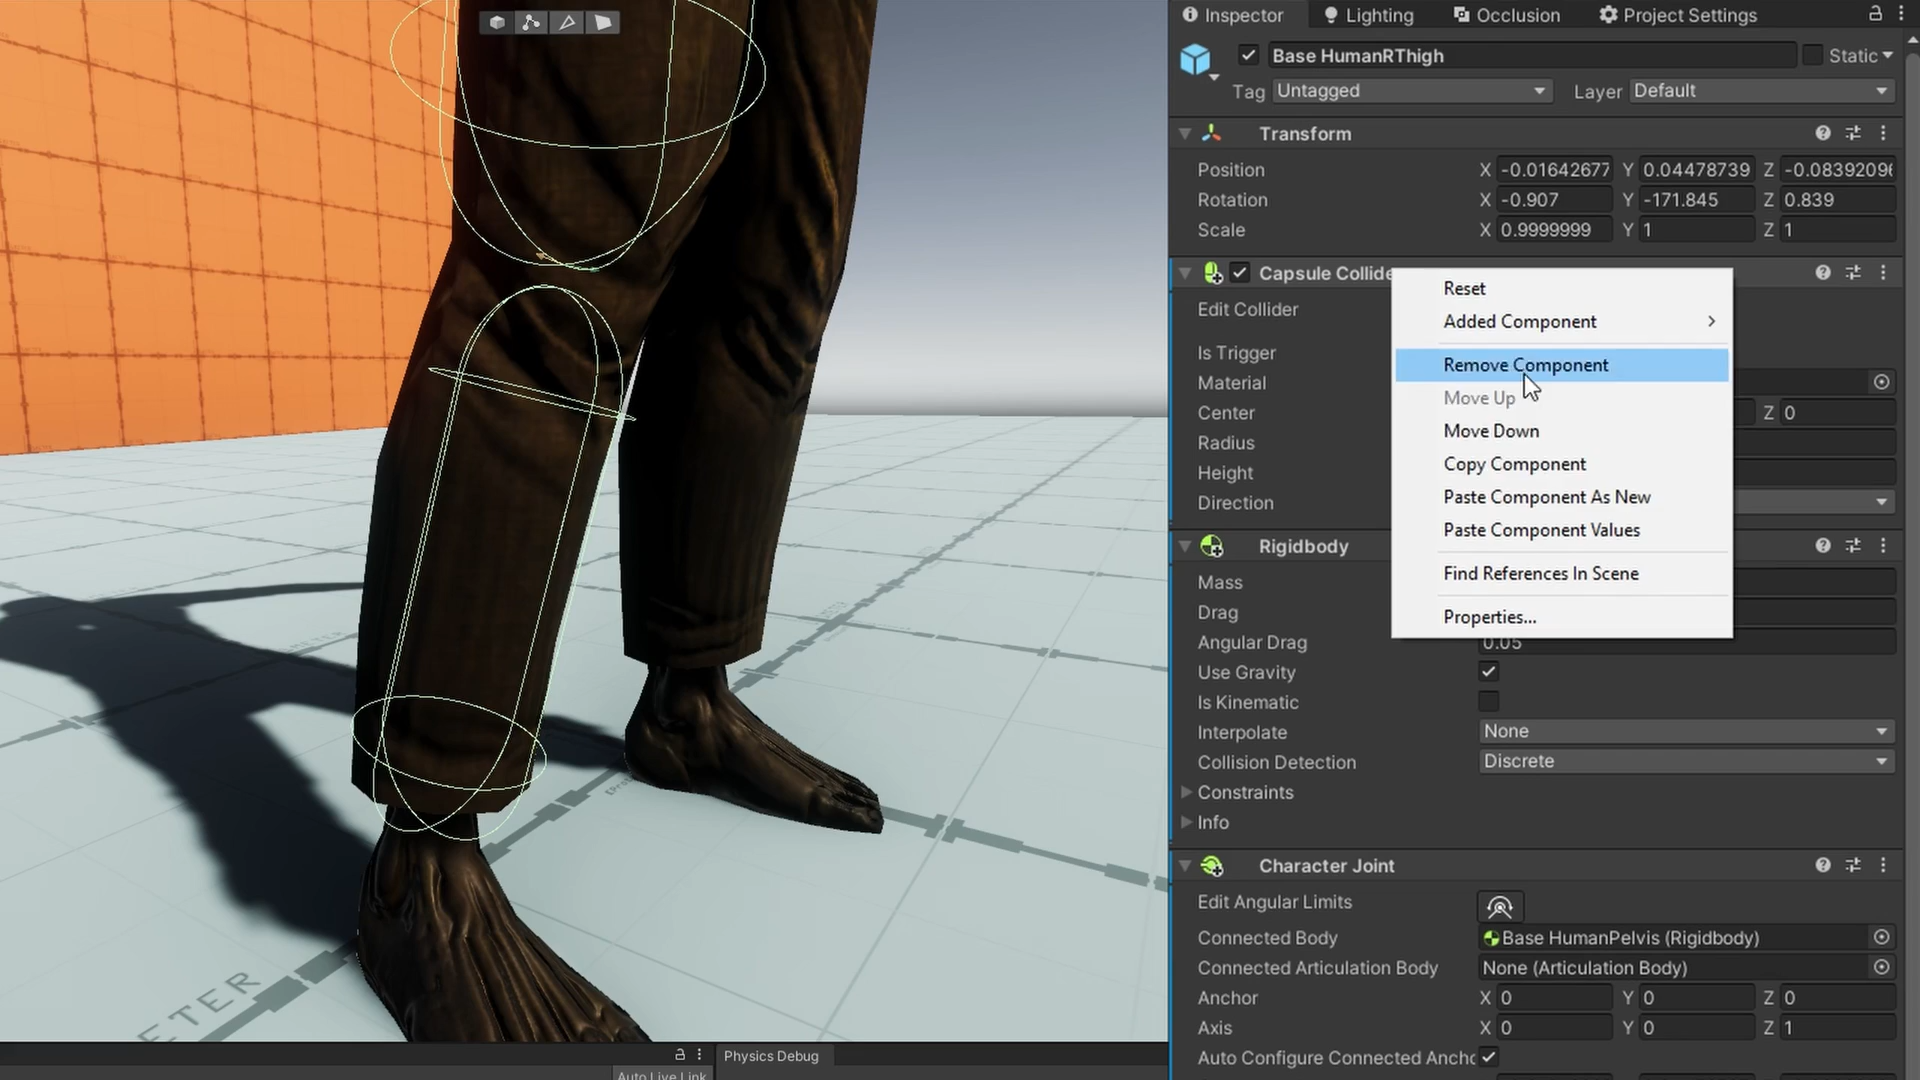 Inspector Lighting Occlusion Project Settings
Base HumanRThigh Static
Tag Untagged Layer Default
Transform
Position X -0.01642677 Y 0.04478739 Z -0.0839209
Rotation X -0.907 Y -171.845 Z 0.839
Scale X 0.9999999 Y 1 Z 1
Capsule Collide
Reset
Edit Collider
Added Component
Is Trigger
Remove Component
Material
Move Up
Center Z 0
Move Down
Radius
Copy Component
Height
Paste Component As New
Direction
Paste Component Values
Rigidbody
Find References In Scene
Mass
Properties...
Drag
Angular Drag 0.05
Use Gravity
Is Kinematic
Interpolate None
Collision Detection Discrete
Constraints
Info
Character Joint
Edit Angular Limits
Connected Body Base HumanPelvis (Rigidbody)
Connected Articulation Body None (Articulation Body)
Anchor X 0 Y 0 Z 0
Axis X 0 Y 0 Z 1
Auto Configure Connected Ancho
ETER
Physics Debug
Auto Live Link